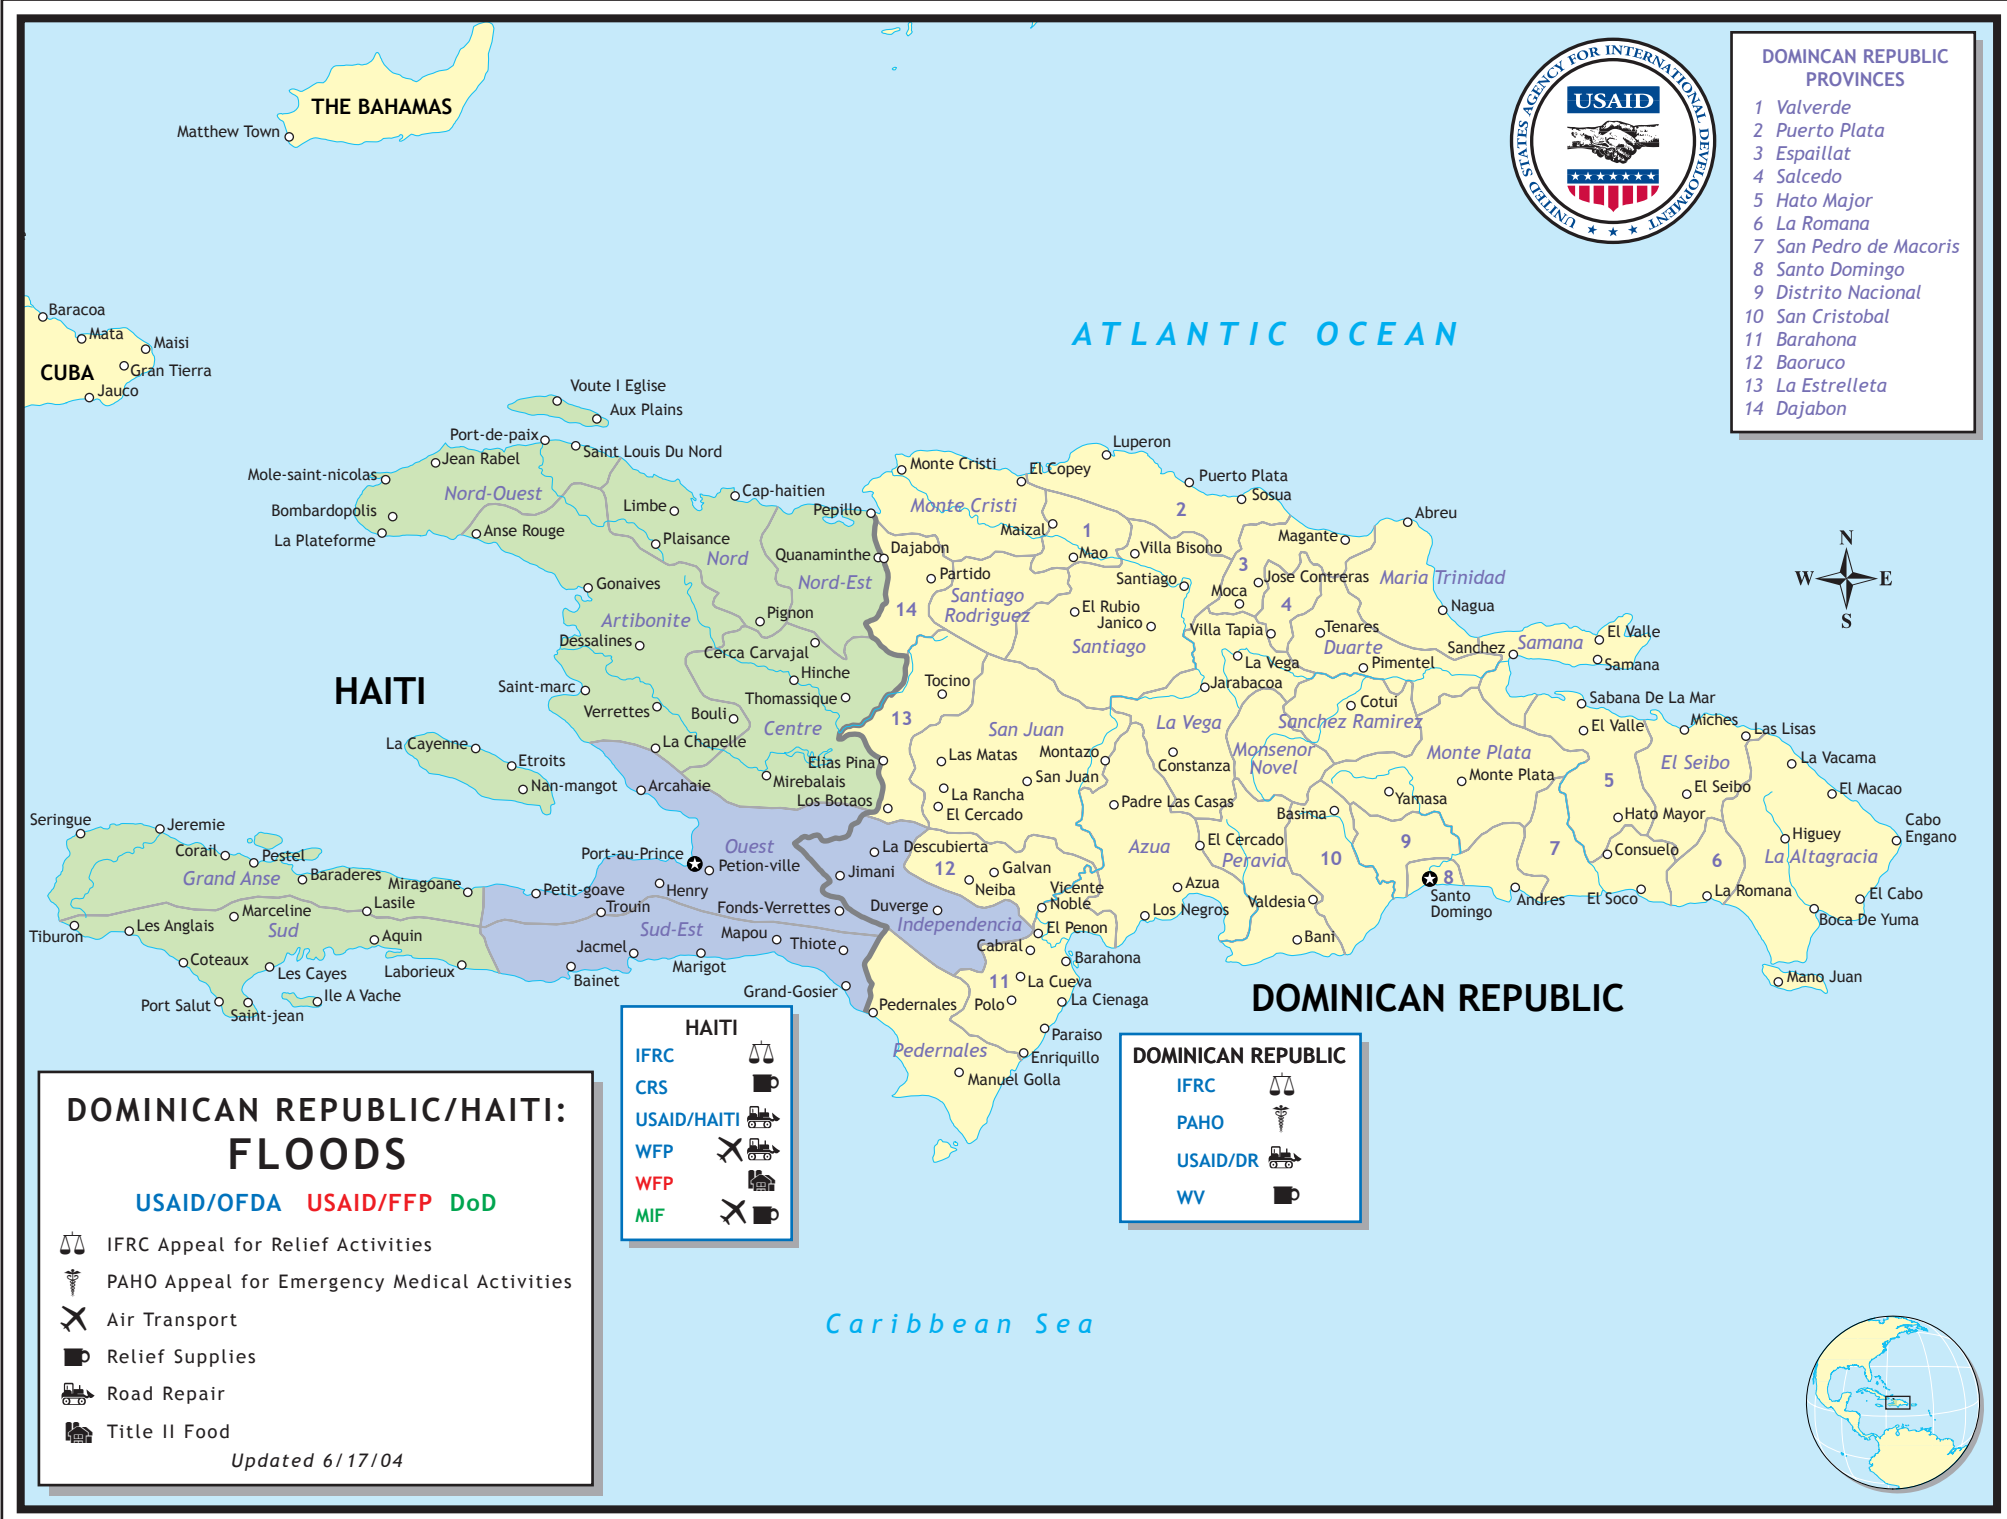 THE BAHAMAS
Matthew Town
UNITED STATES AGENCY FOR INTERNATIONAL DEVELOPMENT
USAID
DOMINCAN REPUBLIC
PROVINCES
1 Valverde
2 Puerto Plata
3 Espaillat
4 Salcedo
5 Hato Major
6 La Romana
7 San Pedro de Macoris
8 Santo Domingo
9 Distrito Nacional
10 San Cristobal
11 Barahona
12 Baoruco
13 La Estrelleta
14 Dajabon
Baracoa
Mata
Maisi
CUBA
Gran Tierra
Jauco
ATLANTIC OCEAN
N
W
E
S
HAITI
Voute I Eglise
Aux Plains
Port-de-paix
Saint Louis Du Nord
Jean Rabel
Mole-saint-nicolas
Nord-Ouest
Bombardopolis
La Plateforme
Anse Rouge
Limbe
Cap-haitien
Pepillo
Plaisance
Nord
Quanaminthe
Nord-Est
Gonaives
Artibonite
Pignon
Dessalines
Cerca Carvajal
Hinche
Saint-marc
Thomassique
Verrettes
Bouli
Centre
La Chapelle
La Cayenne
Etroits
Nan-mangot
Elias Pina
Mirebalais
Arcahaie
Los Botaos
Seringue
Jeremie
Corail
Pestel
Grand Anse
Baraderes
Miragoane
Lasile
Marceline
Les Anglais
Sud
Tiburon
Aquin
Coteaux
Les Cayes
Laborieux
Ile A Vache
Port Salut
Saint-jean
Ouest
Port-au-Prince
Petion-ville
Petit-goave
Henry
Trouin
Fonds-Verrettes
Sud-Est
Mapou
Thiote
Jacmel
Marigot
Bainet
Grand-Gosier
Luperon
Monte Cristi
El Copey
Puerto Plata
Sosua
Monte Cristi
2
Abreu
Maizal
1
Magante
Dajabon
Mao
Villa Bisono
3
Partido
Santiago
Jose Contreras
Maria Trinidad
Santiago
Rodriguez
Moca
14
El Rubio
4
Nagua
Janico
Villa Tapia
Tenares
Santiago
Duarte
Sanchez
Samana
El Valle
La Vega
Pimentel
Samana
Tocino
Jarabacoa
Sabana De La Mar
Cotui
13
San Juan
La Vega
Sanchez Ramirez
El Valle
Miches
Las Lisas
Las Matas
Montazo
Monsenor
Novel
Monte Plata
El Seibo
La Vacama
Constanza
San Juan
Monte Plata
5
El Seibo
El Macao
La Rancha
Padre Las Casas
Yamasa
El Cercado
Basima
Hato Mayor
Cabo
Engano
Higuey
La Descubierta
Azua
El Cercado
9
7
Consuelo
6
La Altagracia
12
Galvan
Peravia
10
Jimani
Neiba
Vicente
Noble
Azua
8
La Romana
El Cabo
Duverge
Los Negros
Valdesia
Santo
Domingo
Andres
El Soco
Boca De Yuma
Independencia
El Penon
Bani
Cabral
Barahona
11
La Cueva
Mano Juan
Pedernales
Polo
La Cienaga
DOMINICAN REPUBLIC
Paraiso
Pedernales
Enriquillo
Manuel Golla
HAITI
IFRC
CRS
USAID/HAITI
WFP
WFP
MIF
DOMINICAN REPUBLIC
IFRC
PAHO
USAID/DR
WV
DOMINICAN REPUBLIC/HAITI:
FLOODS
USAID/OFDA USAID/FFP DoD
IFRC Appeal for Relief Activities
PAHO Appeal for Emergency Medical Activities
Air Transport
Relief Supplies
Road Repair
Title II Food
Updated 6/17/04
Caribbean Sea